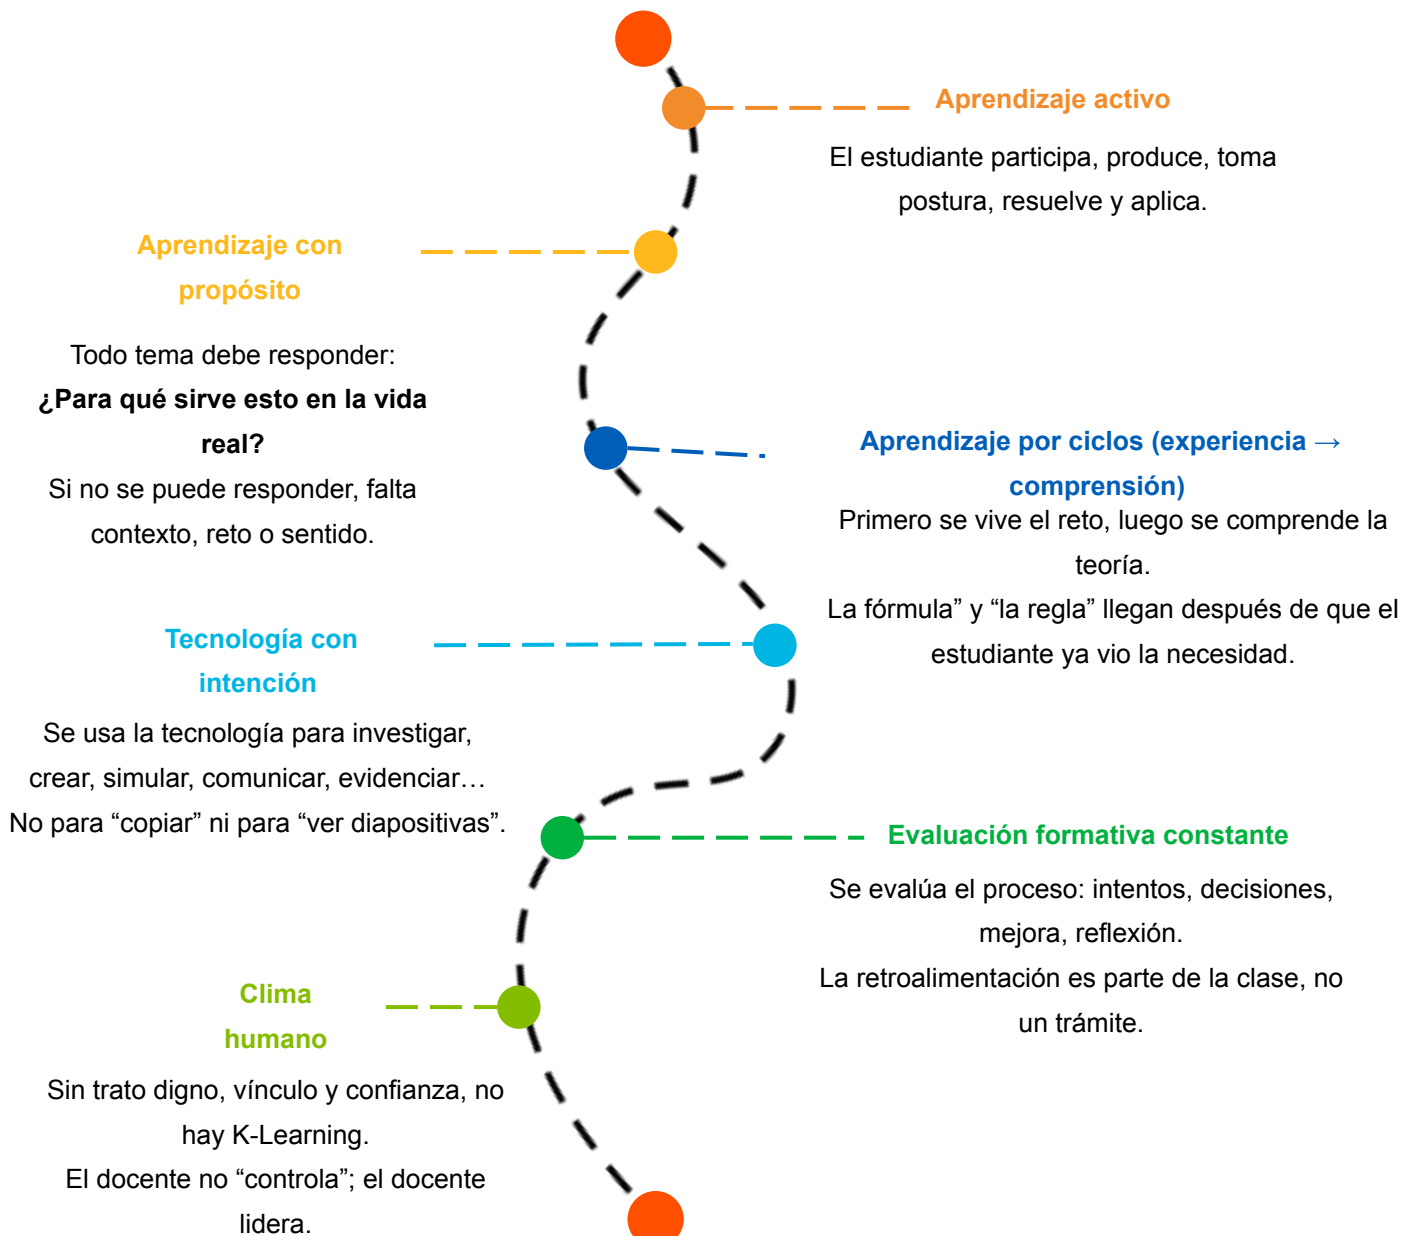 Aprendizaje activo
El estudiante participa, produce, toma
postura, resuelve y aplica.
Aprendizaje con
propósito
Todo tema debe responder:
¿Para qué sirve esto en la vida
real?
Si no se puede responder, falta
contexto, reto o sentido.
Aprendizaje por ciclos (experiencia →
comprensión)
Primero se vive el reto, luego se comprende la
teoría.
La fórmula” y “la regla” llegan después de que el
estudiante ya vio la necesidad.
Tecnología con
intención
Se usa la tecnología para investigar,
crear, simular, comunicar, evidenciar…
No para “copiar” ni para “ver diapositivas”.
Evaluación formativa constante
Se evalúa el proceso: intentos, decisiones,
mejora, reflexión.
La retroalimentación es parte de la clase, no
un trámite.
Clima
humano
Sin trato digno, vínculo y confianza, no
hay K-Learning.
El docente no “controla”; el docente
lidera.